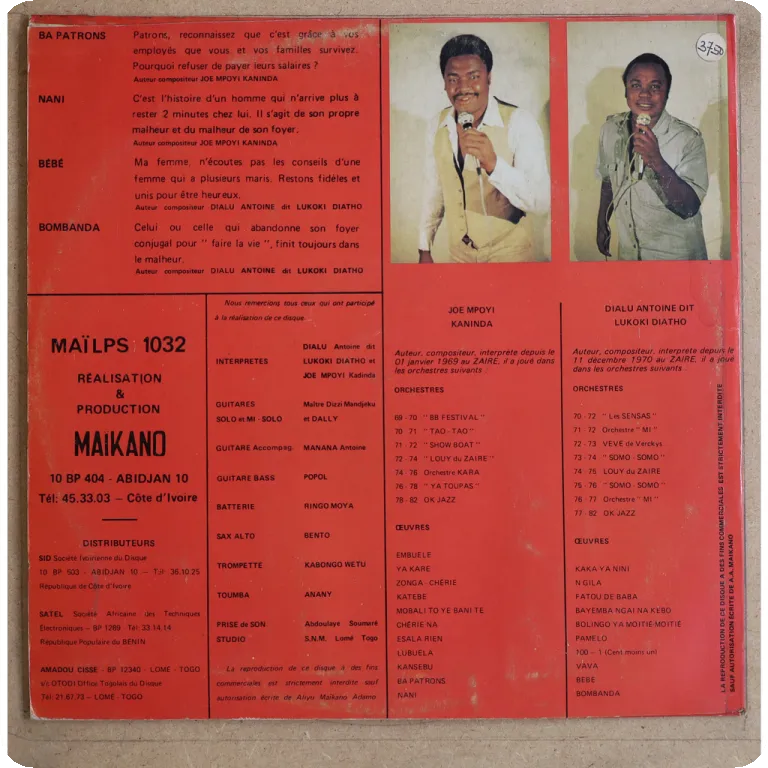 BA PATRONS
Patrons, reconnaissez que c'est grâce à vos
employés que vous et vos familles survivez.
Pourquoi refuser de payer leurs salaires ?
Auteur compositeur JOE MPOYI KANINDA
NANI
C'est l'histoire d'un homme qui n'arrive plus à
rester 2 minutes chez lui. Il s'agit de son propre
malheur et du malheur de son foyer.
Auteur compositeur JOE MPOYI KANINDA
BÉBÉ
Ma femme, n'écoutes pas les conseils d'une
femme qui a plusieurs maris. Restons fidèles et
unis pour être heureux.
Auteur compositeur DIALU ANTOINE dit LUKOKI DIATHO
BOMBANDA
Celui ou celle qui abandonne son foyer
conjugal pour " faire la vie ", finit toujours dans
le malheur.
Auteur compositeur DIALU ANTOINE dit LUKOKI DIATHO
3750
MAÏLPS 1032
RÉALISATION
&
PRODUCTION
MAIKANO
10 BP 404 - ABIDJAN 10
Tél: 45.33.03 – Côte d'Ivoire
DISTRIBUTEURS
SID Société Ivoirienne du Disque
10 BP 503 - ABIDJAN 10 — Tél 36.10.25
République de Côte d'Ivoire
SATEL Société Africaine des Techniques
Électroniques – BP 1289 Tél 33.14.14
République Populaire du BENIN
AMADOU CISSE - BP 12340 - LOME - TOGO
s/c OTODI Office Togolais du Disque
Tél: 21.67.73 – LOMÉ - TOGO
Nous remercions tous ceux qui ont participé
à la réalisation de ce disque.
INTERPRETES
DIALU Antoine dit
LUKOKI DIATHO et
JOE MPOYI Kadinda
GUITARES
SOLO et MI - SOLO
Maître Dizzi Mandjeku
et DALLY
GUITARE Accompag. MANANA Antoine
GUITARE BASS POPOL
BATTERIE RINGO MOYA
SAX ALTO BENTO
TROMPETTE KABONGO WETU
TOUMBA ANANY
PRISE de SON Abdoulaye Soumaré
STUDIO S.N.M. Lomé Togo
La reproduction de ce disque à des fins
commerciales est strictement interdite sauf
autorisation écrite de Aliyu Maikano Adamu
JOE MPOYI
KANINDA
Auteur, compositeur, interprète depuis le
01 janvier 1969 au ZAIRE, il a joué dans
les orchestres suivants :
ORCHESTRES
69 - 70 " BB FESTIVAL "
70 - 71 " TAO - TAO "
71 - 72 " SHOW BOAT "
72 - 74 " LOUY du ZAIRE "
74 - 76 Orchestre KARA
76 - 78 " YA TOUPAS "
78 - 82 OK JAZZ
ŒUVRES
EMBUELE
YA KARE
ZONGA - CHÉRIE
KATEBE
MOBALI TO YE BANI TE
CHÉRIE NA
ESALA RIEN
LUBUELA
KANSEBU
BA PATRONS
NANI
DIALU ANTOINE DIT
LUKOKI DIATHO
Auteur, compositeur, interprete depuis le
11 décembre 1970 au ZAIRE, il a joué
dans les orchestres suivants
ORCHESTRES
70 - 72 " Les SENSAS "
71 - 72 Orchestre " MI "
72 - 73 VEVE de Verckys
73 - 74 " SOMO - SOMO "
74 - 75 LOUY du ZAIRE
75 - 76 " SOMO - SOMO "
76 - 77 Orchestre " MI "
77 - 82 OK JAZZ
ŒUVRES
KAKA YA NINI
NGILA
FATOU DE BABA
BAYEMBA NGAI NA KEBO
BOLINGO YA MOITIÉ-MOITIÉ
PAMELO
100 – 1 (Cent moins un)
VAVA
BEBE
BOMBANDA
LA REPRODUCTION DE CE DISQUE A DES FINS COMMERCIALES EST STRICTEMENT INTERDITE
SAUF AUTORISATION ÉCRITE DE A.A. MAIKANO